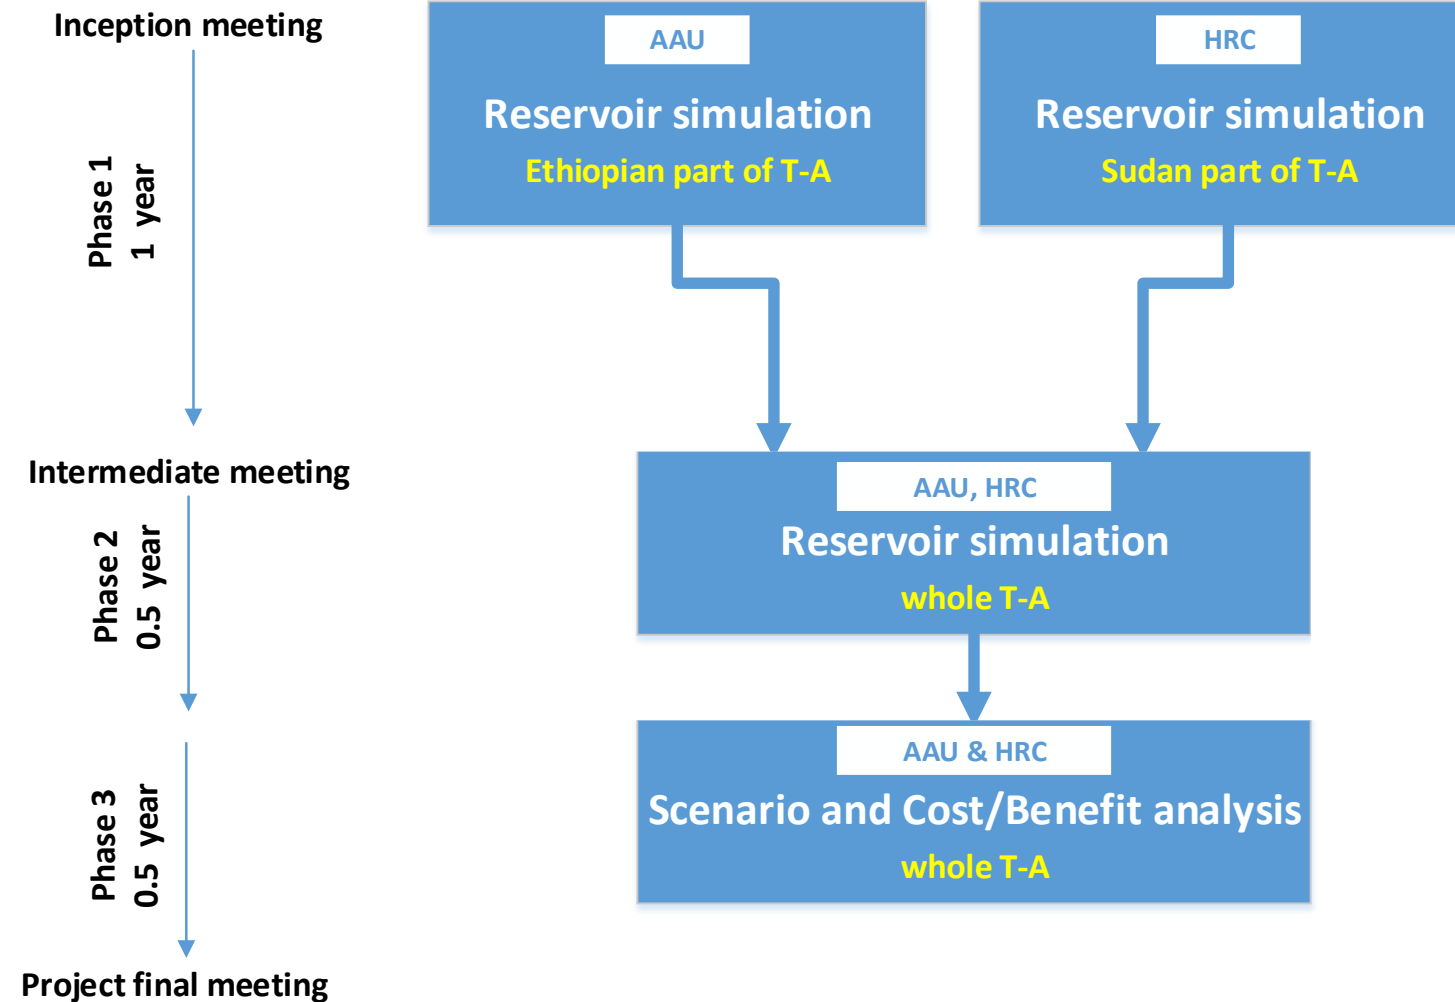 Inception meeting
Phase 1
1 year
Intermediate meeting
Phase 2
0.5 year
Phase 3
0.5 year
Project final meeting
AAU
Reservoir simulation
Ethiopian part of T-A
HRC
Reservoir simulation
Sudan part of T-A
AAU, HRC
Reservoir simulation
whole T-A
AAU & HRC
Scenario and Cost/Benefit analysis
whole T-A